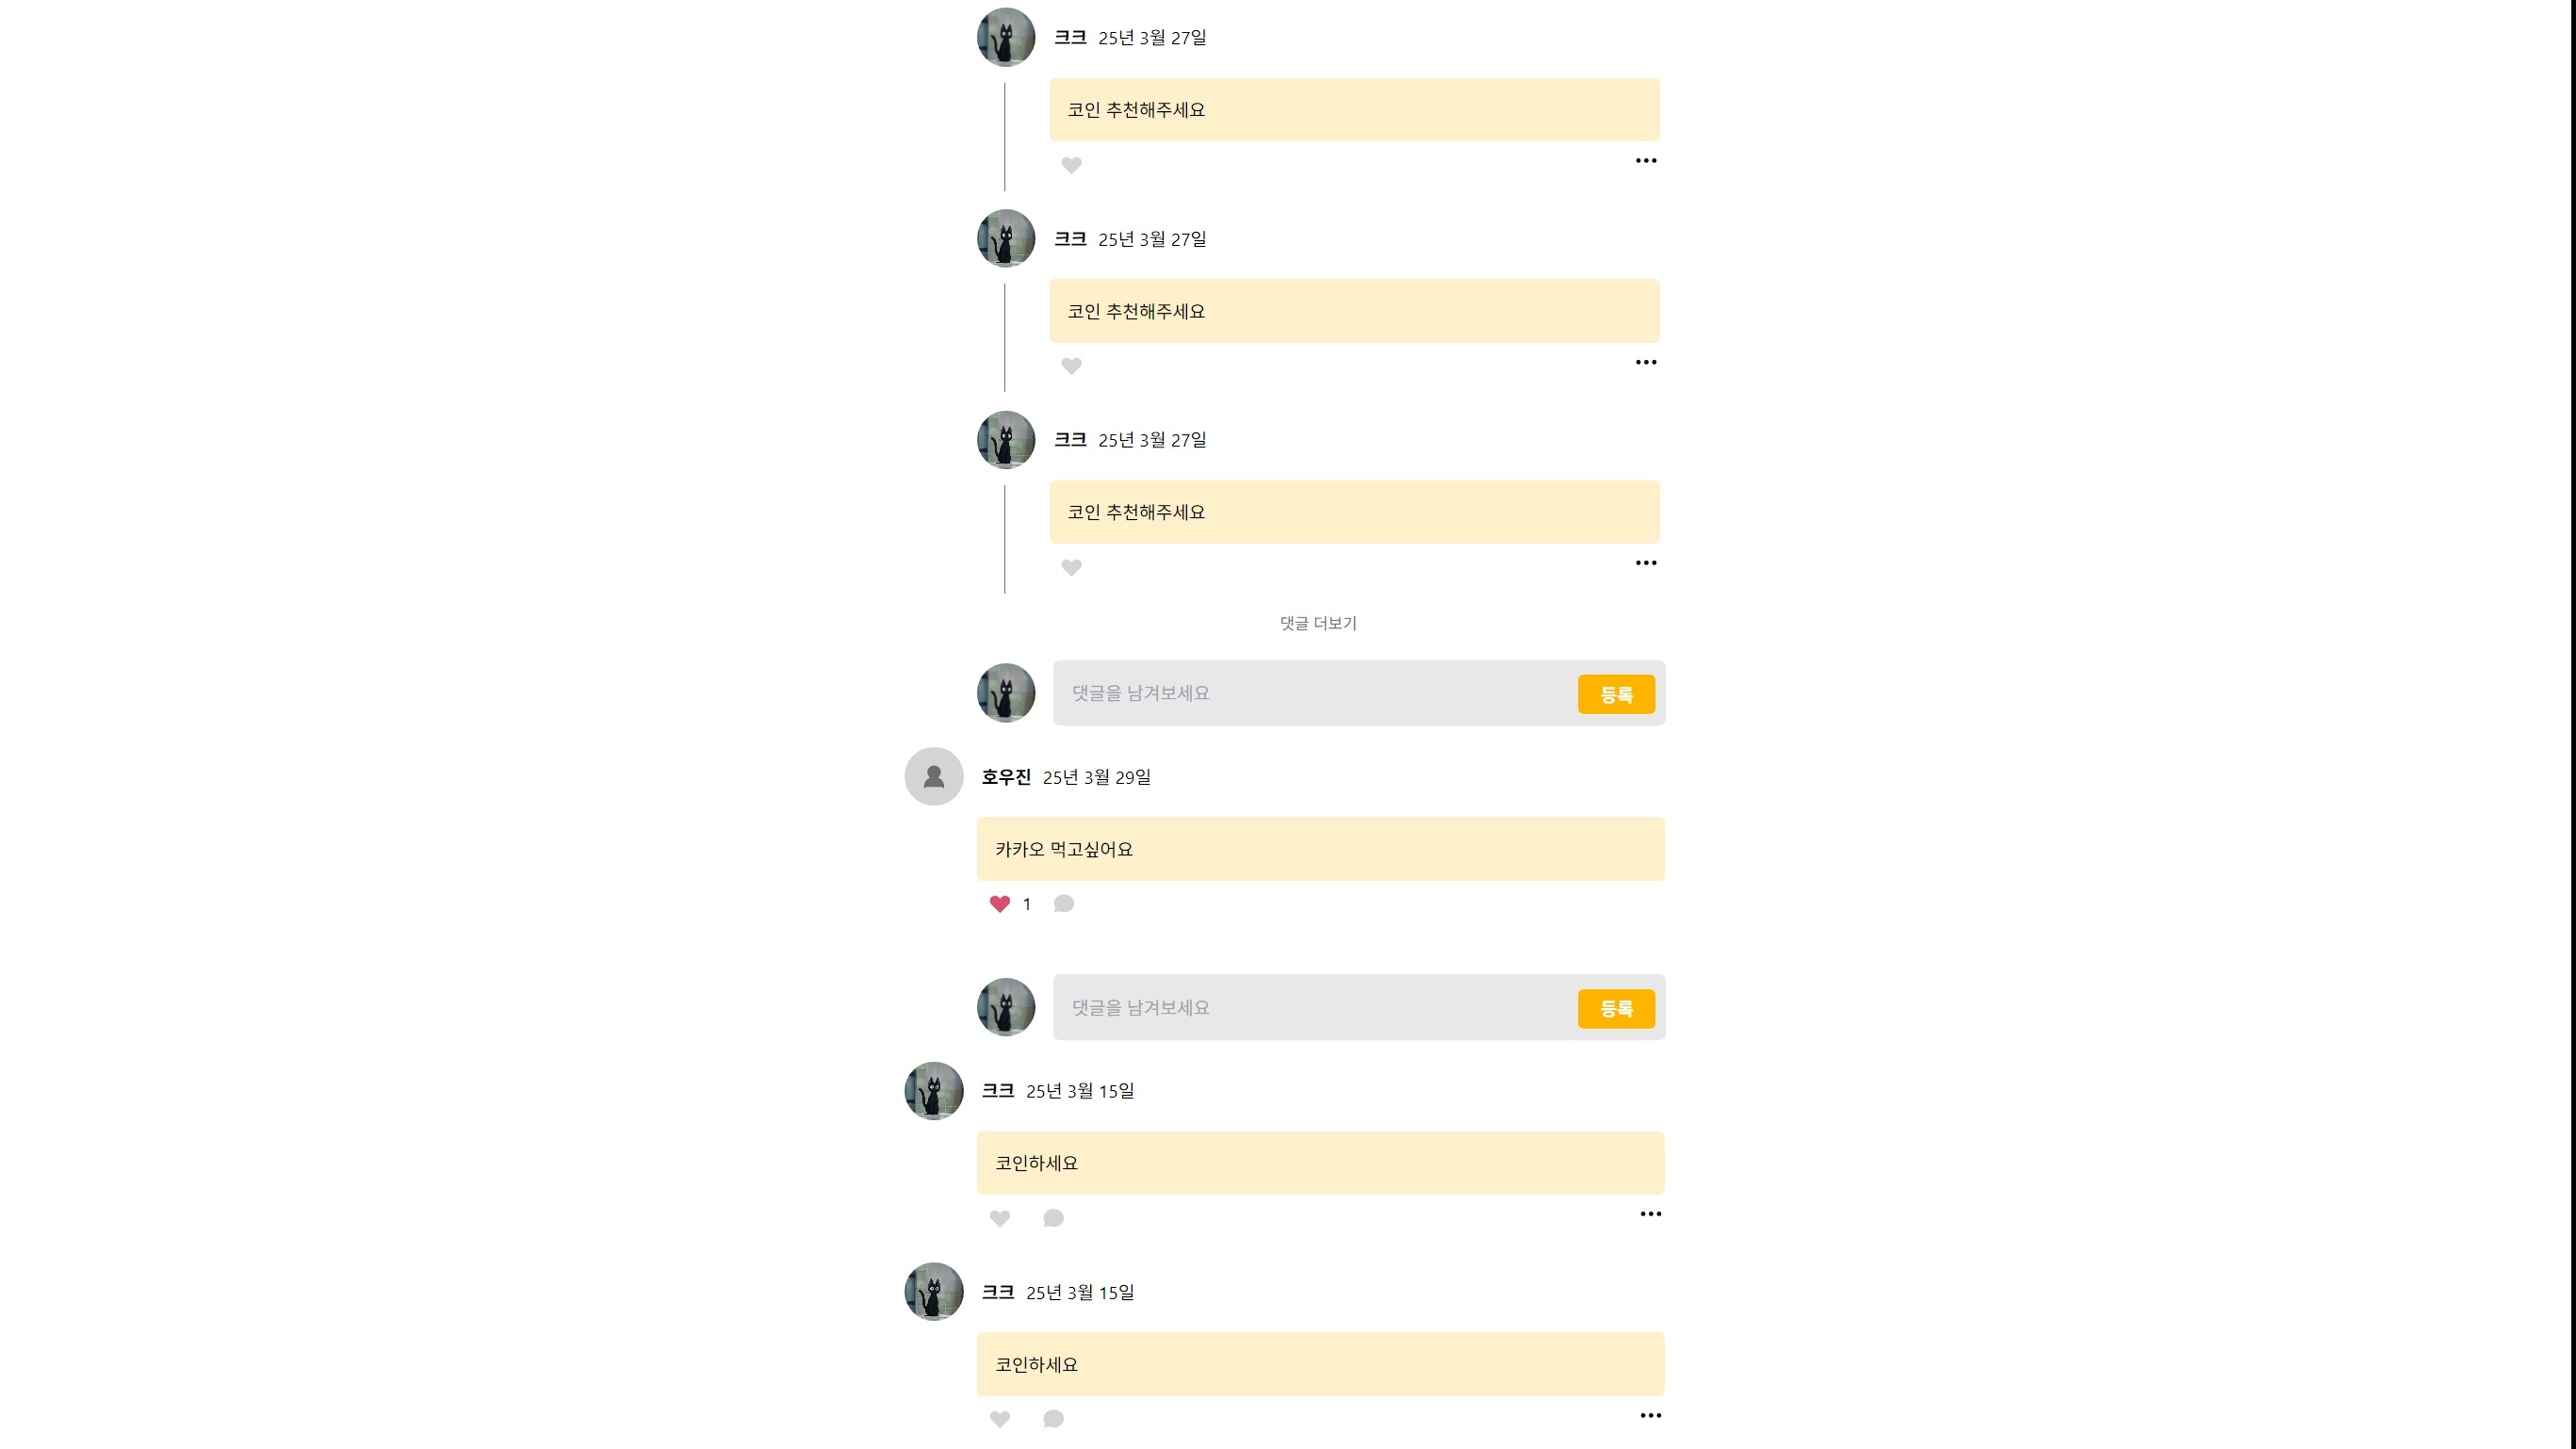 크크 25년 3월 27일
코인 추천해주세요
크크 25년 3월 27일
코인 추천해주세요
크크 25년 3월 27일
코인 추천해주세요
댓글 더보기
댓글을 남겨보세요 등록
호우진 25년 3월 29일
카카오 먹고싶어요
1
댓글을 남겨보세요 등록
크크 25년 3월 15일
코인하세요
크크 25년 3월 15일
코인하세요